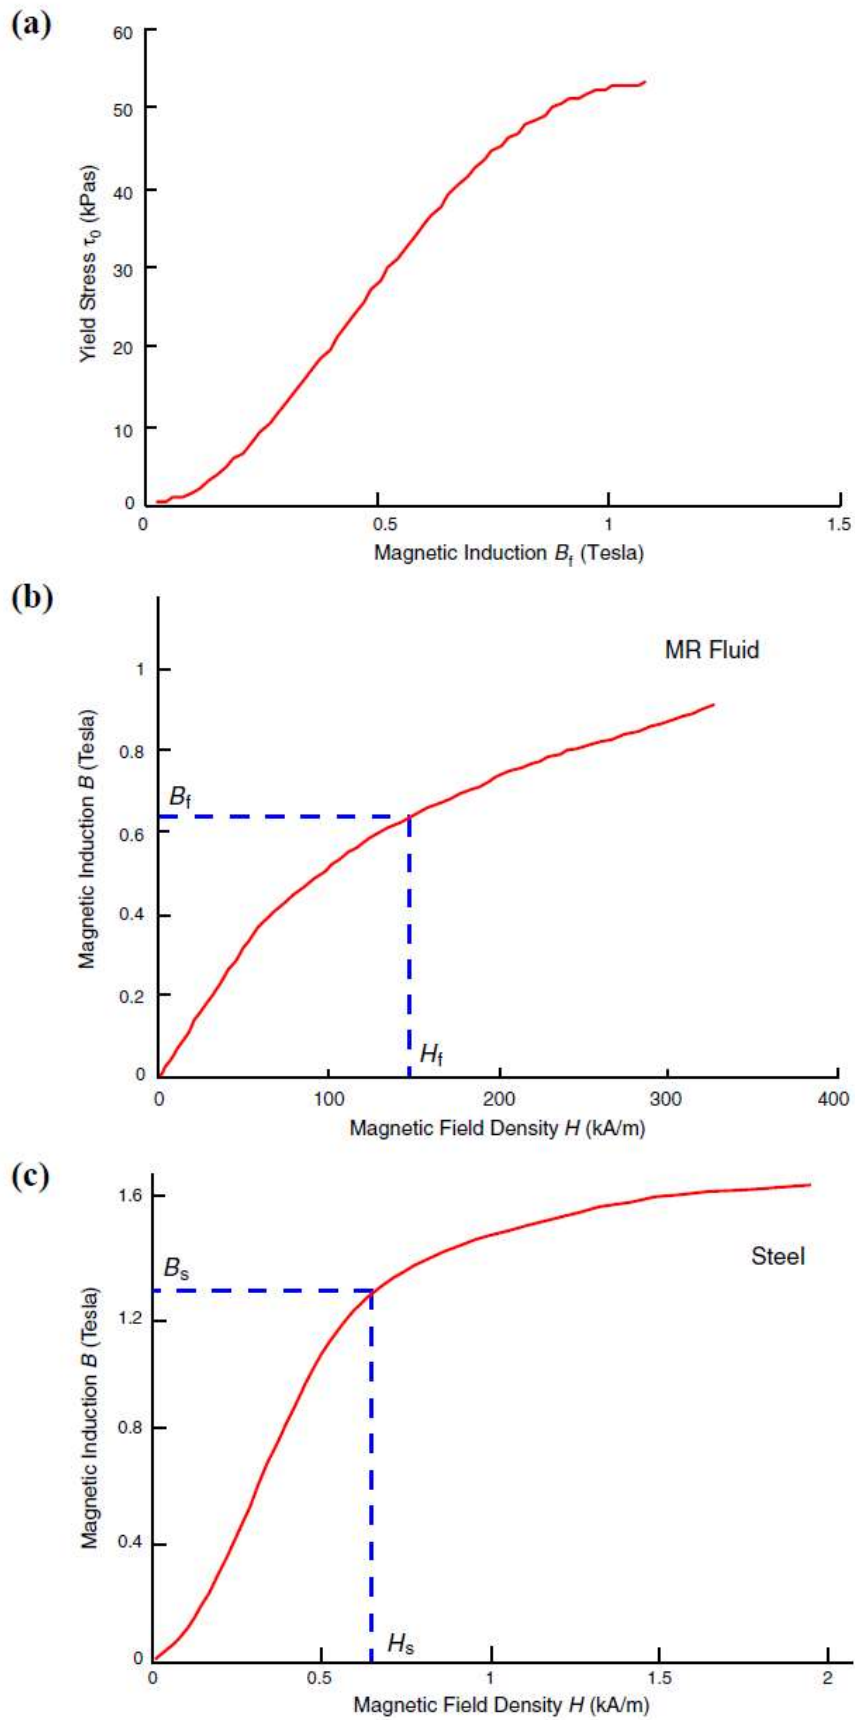 (a)
60
50
40
30
20
10
0
Yield Stress τ0 (kPas)
0 0.5 1 1.5
Magnetic Induction Bf (Tesla)
(b)
MR Fluid
1
0.8
Bf
0.6
0.4
0.2
Hf
0
Magnetic Induction B (Tesla)
0 100 200 300 400
Magnetic Field Density H (kA/m)
(c)
1.6
Steel
Bs
1.2
0.8
0.4
Hs
0
Magnetic Induction B (Tesla)
0 0.5 1 1.5 2
Magnetic Field Density H (kA/m)